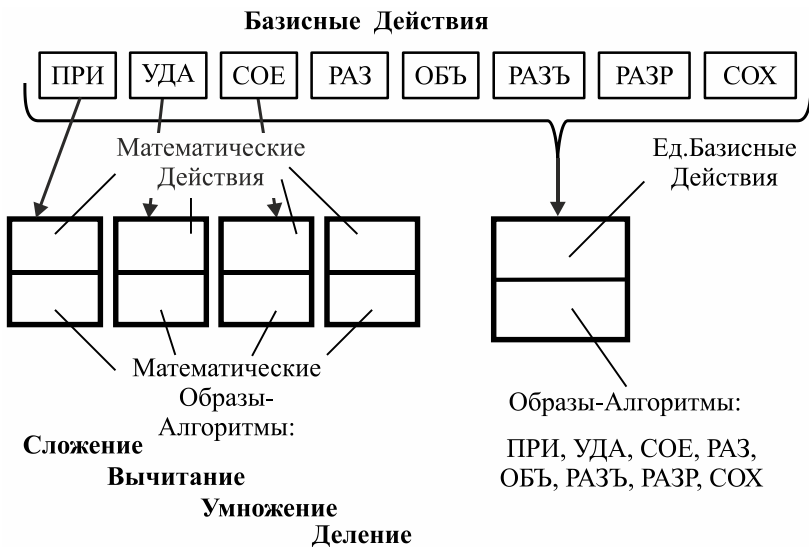 Базисные Действия
ПРИ УДА СОЕ РАЗ ОБЪ РАЗЪ РАЗР СОХ
Математические
Действия
Ед.Базисные
Действия
Математические
Образы-
Алгоритмы:
Сложение
Вычитание
Умножение
Деление
Образы-Алгоритмы:
ПРИ, УДА, СОЕ, РАЗ,
ОБЪ, РАЗЪ, РАЗР, СОХ